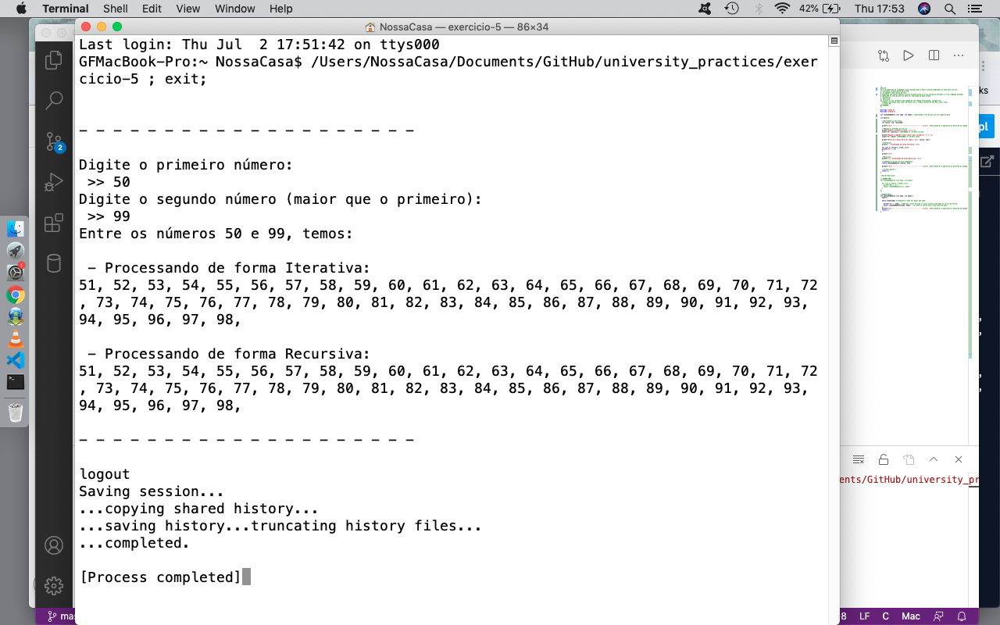 Terminal Shell Edit View Window Help 42% Thu 17:53
NossaCasa — exercicio-5 — 86×34
Last login: Thu Jul  2 17:51:42 on ttys000
GFMacBook-Pro:~ NossaCasa$ /Users/NossaCasa/Documents/GitHub/university_practices/exer
cicio-5 ; exit;
- - - - - - - - - - - - - - - - - - - -
Digite o primeiro número:
 >> 50
Digite o segundo número (maior que o primeiro):
 >> 99
Entre os números 50 e 99, temos:
 - Processando de forma Iterativa:
51, 52, 53, 54, 55, 56, 57, 58, 59, 60, 61, 62, 63, 64, 65, 66, 67, 68, 69, 70, 71, 72
, 73, 74, 75, 76, 77, 78, 79, 80, 81, 82, 83, 84, 85, 86, 87, 88, 89, 90, 91, 92, 93,
94, 95, 96, 97, 98,
 - Processando de forma Recursiva:
51, 52, 53, 54, 55, 56, 57, 58, 59, 60, 61, 62, 63, 64, 65, 66, 67, 68, 69, 70, 71, 72
, 73, 74, 75, 76, 77, 78, 79, 80, 81, 82, 83, 84, 85, 86, 87, 88, 89, 90, 91, 92, 93,
94, 95, 96, 97, 98,
- - - - - - - - - - - - - - - - - - - -
logout
Saving session...
...copying shared history...
...saving history...truncating history files...
...completed.
[Process completed]
2
1
ks
pl
ents/GitHub/university_pr
mas
8 LF C Mac